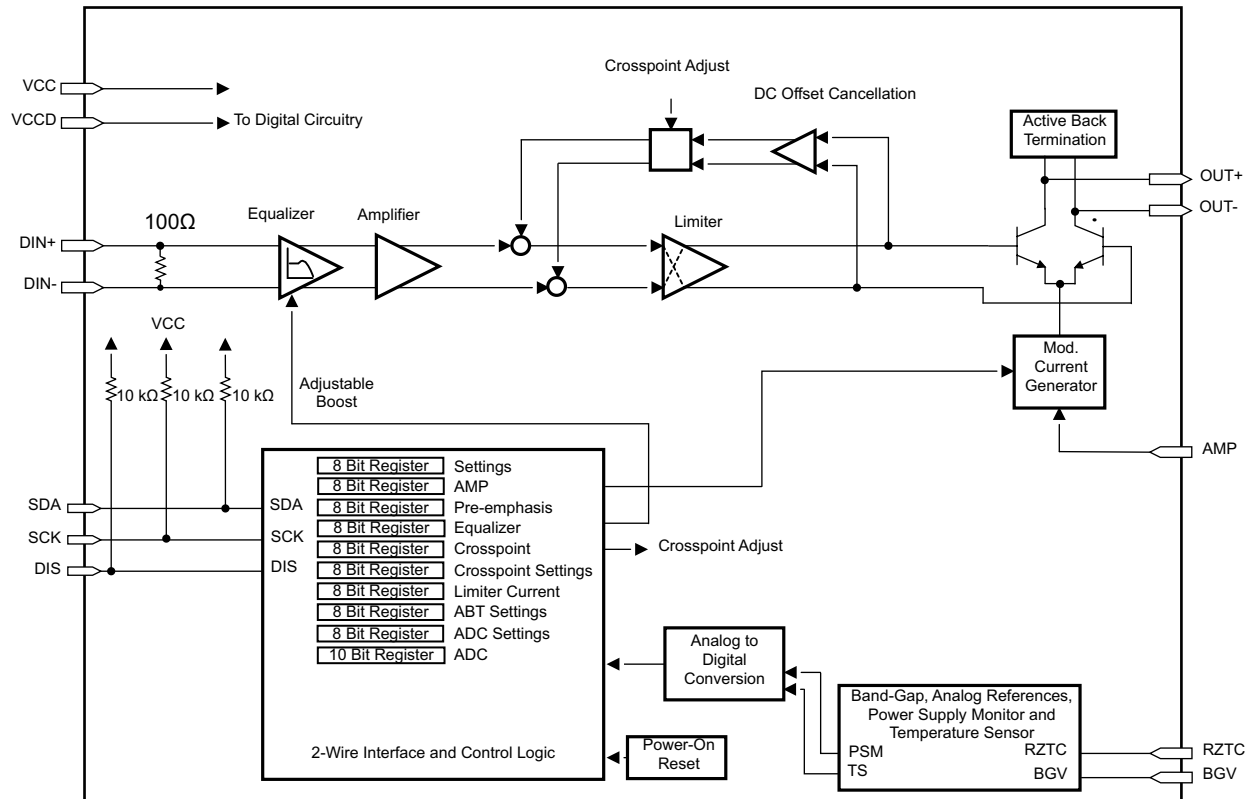 Crosspoint Adjust
VCC
DC Offset Cancellation
Active Back
Termination
VCCD
To Digital Circuitry
OUT+
OUT-
100Ω
Equalizer
Amplifier
Limiter
DIN+
DIN-
VCC
Mod.
Current
Generator
10 kΩ
10 kΩ
10 kΩ
Adjustable
Boost
AMP
8 Bit Register Settings
8 Bit Register AMP
SDA
SDA
8 Bit Register Pre-emphasis
8 Bit Register Equalizer
SCK
SCK
8 Bit Register Crosspoint
Crosspoint Adjust
DIS
DIS
8 Bit Register Crosspoint Settings
8 Bit Register Limiter Current
8 Bit Register ABT Settings
8 Bit Register ADC Settings
10 Bit Register ADC
Analog to
Digital
Conversion
Band-Gap, Analog References,
Power Supply Monitor and
Temperature Sensor
2-Wire Interface and Control Logic
Power-On
Reset
PSM
RZTC
RZTC
TS
BGV
BGV